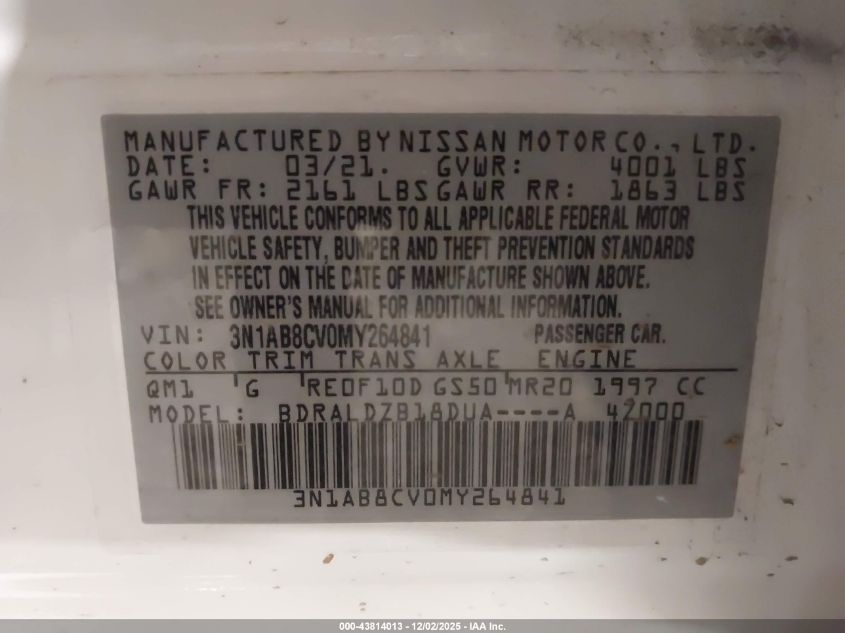 MANUFACTURED BY NISSAN MOTOR CO., LTD.
DATE: 03/21. GVWR: 4001 LBS
GAWR FR: 2161 LBS GAWR RR: 1863 LBS
THIS VEHICLE CONFORMS TO ALL APPLICABLE FEDERAL MOTOR
VEHICLE SAFETY, BUMPER AND THEFT PREVENTION STANDARDS
IN EFFECT ON THE DATE OF MANUFACTURE SHOWN ABOVE.
SEE OWNER'S MANUAL FOR ADDITIONAL INFORMATION.
VIN: 3N1AB8CV0MY264841 PASSENGER CAR.
COLOR TRIM TRANS AXLE ENGINE
QM1 'G 'RE0F10D GS50'MR20 1997 CC
MODEL: BDRALDZB18DUA----A 4Z000
3N1AB8CV0MY264841
000-43814013 - 12/02/2025 - IAA Inc.